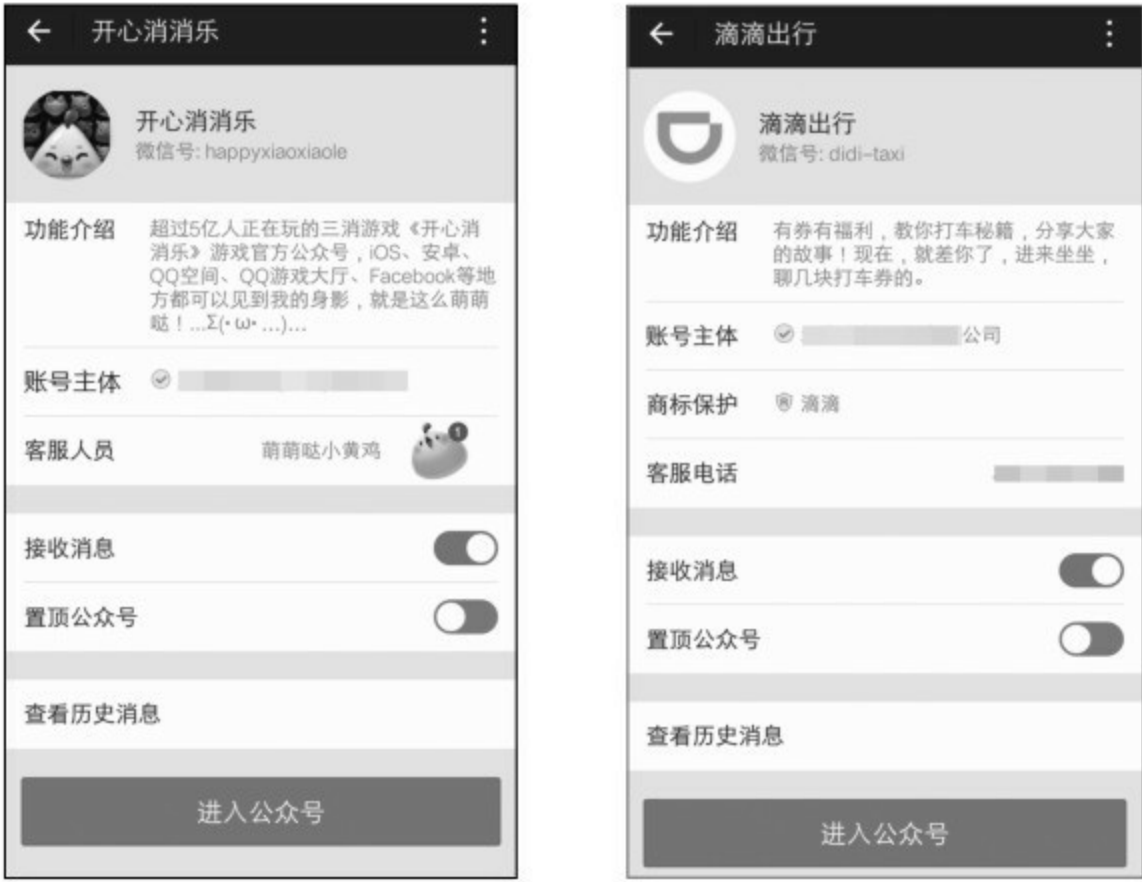 开心消消乐
开心消消乐
微信号: happyxiaoxiaole
功能介绍
超过5亿人正在玩的三消游戏《开心消
消乐》游戏官方公众号，iOS、安卓、
QQ空间、QQ游戏大厅、Facebook等地
方都可以见到我的身影，就是这么萌萌
哒！...Σ(• ω• ...)...
账号主体
客服人员 萌萌哒小黄鸡 1
接收消息
置顶公众号
查看历史消息
进入公众号
滴滴出行
滴滴出行
微信号: didi-taxi
功能介绍
有券有福利，教你打车秘籍，分享大家
的故事！现在，就差你了，进来坐坐，
聊几块打车券的。
账号主体 公司
商标保护 商 滴滴
客服电话
接收消息
置顶公众号
查看历史消息
进入公众号